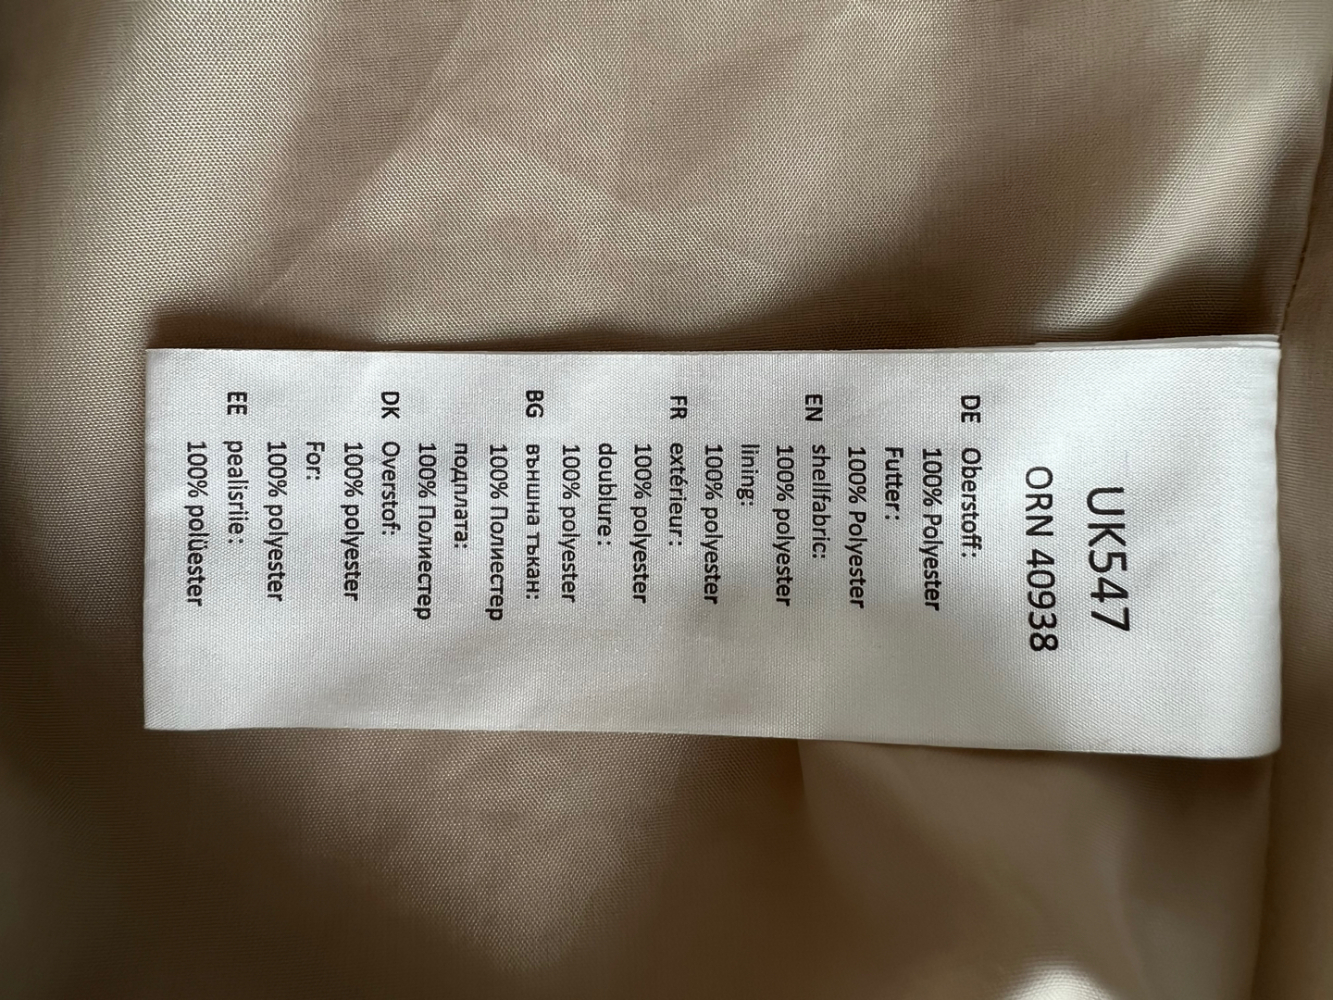 UK547
ORN 40938
DE Oberstoff:
100% Polyester
Futter:
100% Polyester
EN shellfabric:
100% polyester
lining:
100% polyester
FR extérieur:
100% polyester
doublure:
100% polyester
BG външна тъкан:
100% Полиестер
подплата:
100% Полиестер
DK Overstof:
100% polyester
For:
100% polyester
EE pealisriie:
100% polüester